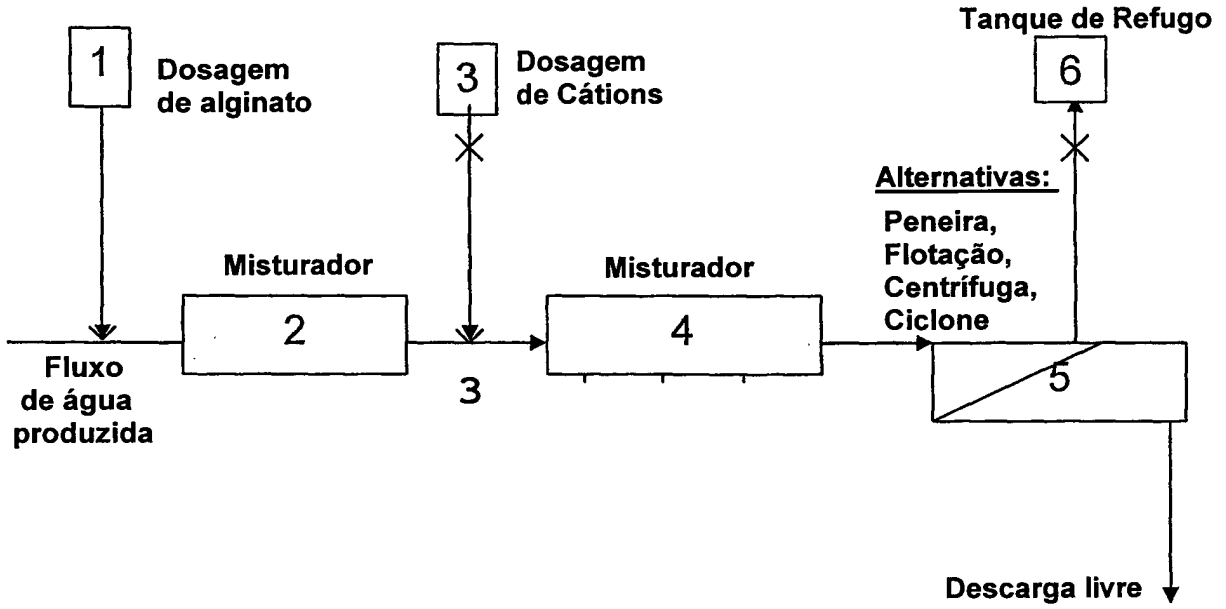 1
Dosagem
de alginato
3
Dosagem
de Cátions
Tanque de Refugo
6
Alternativas:
Peneira,
Flotação,
Centrífuga,
Ciclone
Misturador
2
Misturador
4
5
Fluxo
de água
produzida
3
Descarga livre